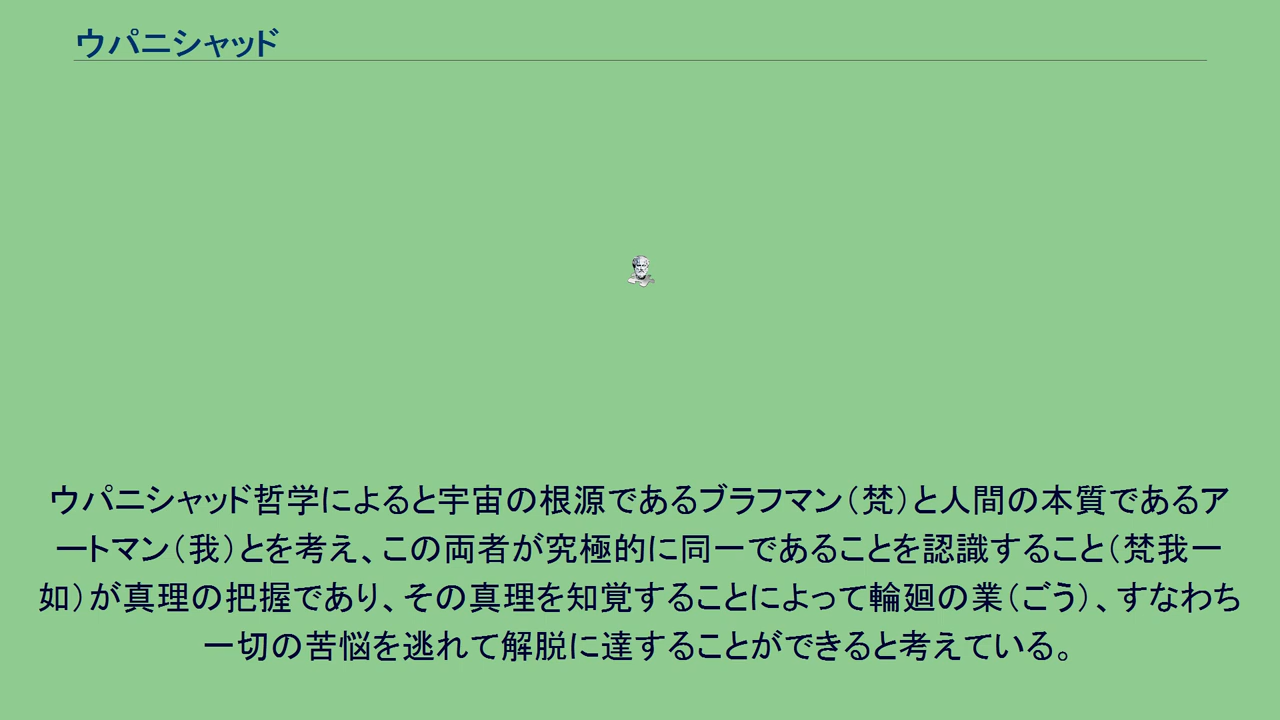 ウパニシャッド
ウパニシャッド哲学によると宇宙の根源であるブラフマン（梵）と人間の本質であるア
ートマン（我）とを考え、この両者が究極的に同一であることを認識すること（梵我一
如）が真理の把握であり、その真理を知覚することによって輪廻の業（ごう）、すなわち
一切の苦悩を逃れて解脱に達することができると考えている。